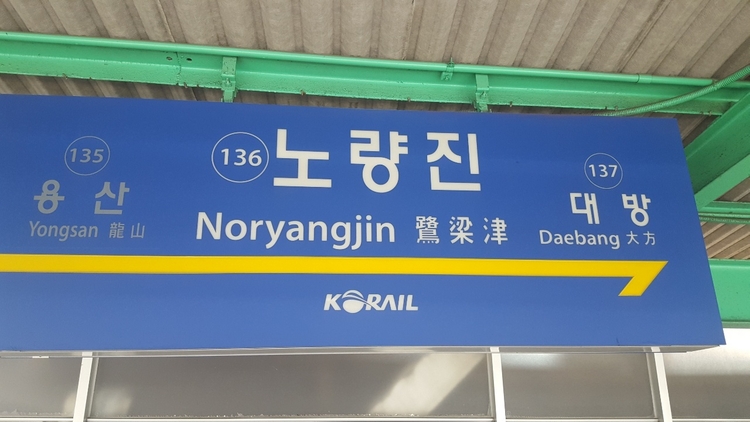 135
용산
Yongsan 龍山
136 노량진
Noryangjin 鷺梁津
137
대방
Daebang 大方
KORAIL